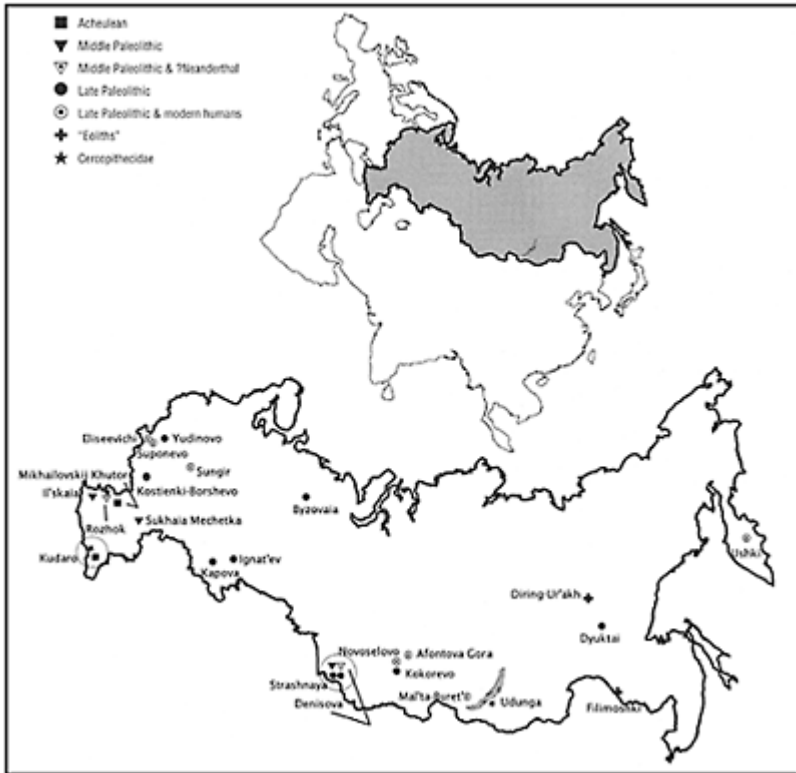 Acheulean
Middle Paleolithic
Middle Paleolithic & ?Neanderthal
Late Paleolithic
Late Paleolithic & modern humans
"Eoliths"
Cercopithecidae
Eliseevichi
Yudinovo
Suponevo
Sungir
Mikhailovskij Khutor
Kostienki-Borshevo
Il'skaia
Byzovaia
Rozhok
Sukhaia Mechetka
Ushki
Kudaro
Ignat'ev
Kapova
Diring-Ur'akh
Dyuktai
Novoselovo
Afontova Gora
Kokorevo
Strashnaya
Mal'ta-Buret'
Udunga
Denisova
Filimoshki